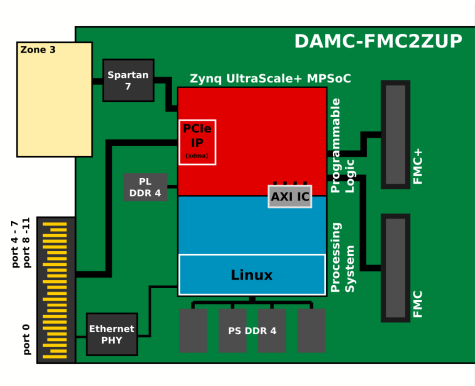 DAMC-FMC2ZUP
Zone 3
Spartan
7
Zynq UltraScale+ MPSoC
PCIe
IP
(xdma)
Programmable
Logic
FMC+
PL
DDR 4
AXI IC
port 4 - 7
port 8 -11
Processing
System
Linux
FMC
port 0
Ethernet
PHY
PS DDR 4